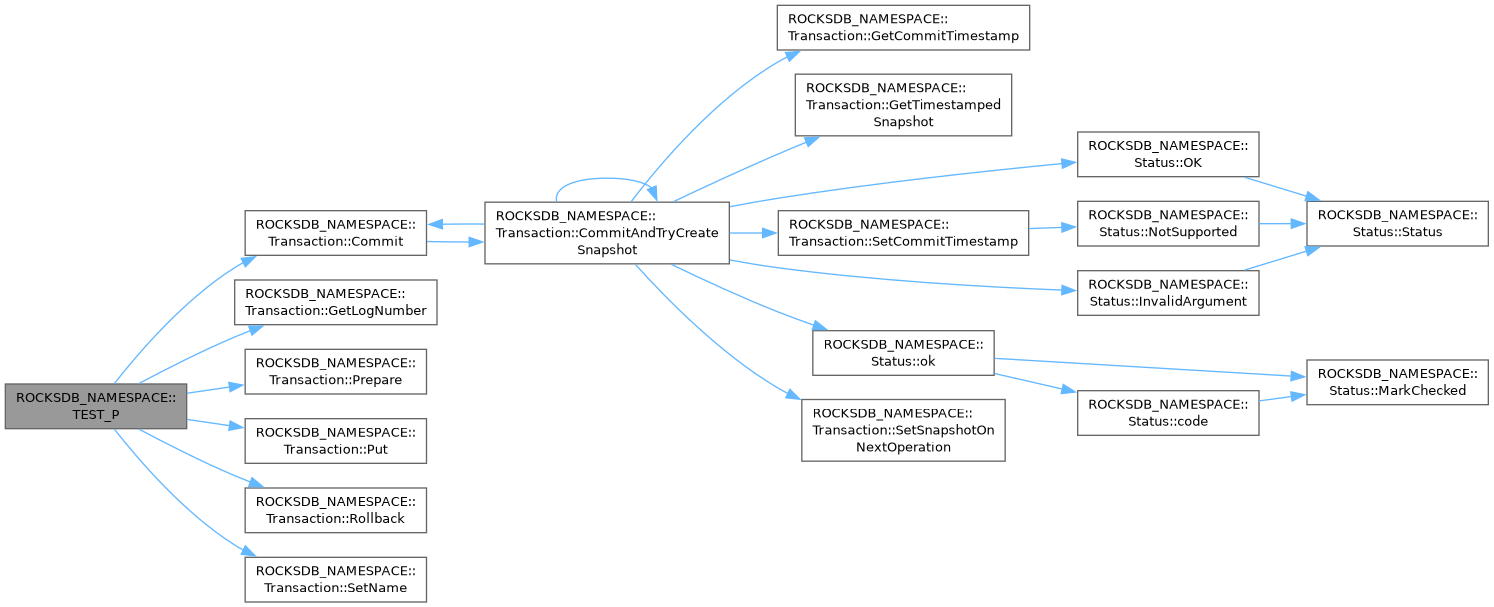 ROCKSDB_NAMESPACE::
TEST_P
ROCKSDB_NAMESPACE::
Transaction::Commit
ROCKSDB_NAMESPACE::
Transaction::GetLogNumber
ROCKSDB_NAMESPACE::
Transaction::Prepare
ROCKSDB_NAMESPACE::
Transaction::Put
ROCKSDB_NAMESPACE::
Transaction::Rollback
ROCKSDB_NAMESPACE::
Transaction::SetName
ROCKSDB_NAMESPACE::
Transaction::CommitAndTryCreate
Snapshot
ROCKSDB_NAMESPACE::
Transaction::GetCommitTimestamp
ROCKSDB_NAMESPACE::
Transaction::GetTimestamped
Snapshot
ROCKSDB_NAMESPACE::
Transaction::SetCommitTimestamp
ROCKSDB_NAMESPACE::
Status::ok
ROCKSDB_NAMESPACE::
Transaction::SetSnapshotOn
NextOperation
ROCKSDB_NAMESPACE::
Status::OK
ROCKSDB_NAMESPACE::
Status::NotSupported
ROCKSDB_NAMESPACE::
Status::InvalidArgument
ROCKSDB_NAMESPACE::
Status::code
ROCKSDB_NAMESPACE::
Status::Status
ROCKSDB_NAMESPACE::
Status::MarkChecked